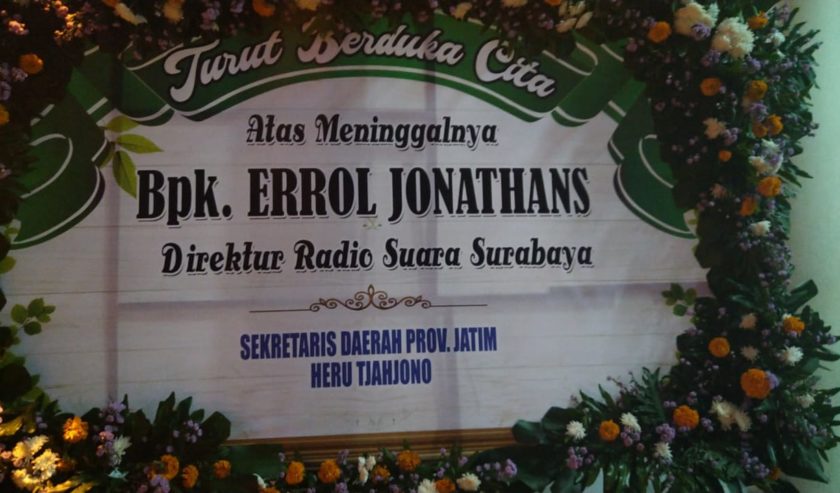 Turut Berduka Cita
Atas Meninggalnya
Bpk. ERROL JONATHANS
Direktur Radio Suara Surabaya
SEKRETARIS DAERAH PROV. JATIM
HERU TJAHJONO